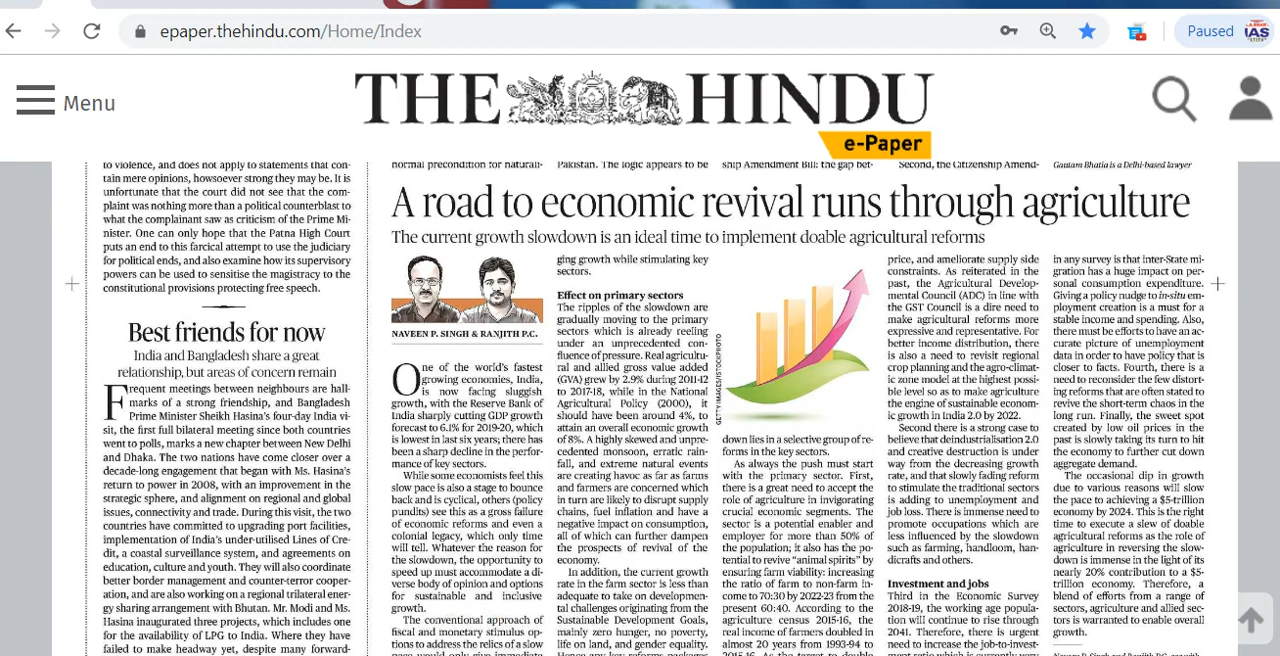 epaper.thehindu.com/Home/Index
Paused
IAS
Menu
THE HINDU
e-Paper
to violence, and does not apply to statements that con-
tain mere opinions, howsoever strong they may be. It is
unfortunate that the court did not see that the com-
plaint was nothing more than a political counterblast to
what the complainant saw as criticism of the Prime Mi-
nister. One can only hope that the Patna High Court
puts an end to this farcical attempt to use the judiciary
for political ends, and also examine how its supervisory
powers can be used to sensitise the magistracy to the
constitutional provisions protecting free speech.
Best friends for now
India and Bangladesh share a great
relationship, but areas of concern remain
Frequent meetings between neighbours are hall-
marks of a strong friendship, and Bangladesh
Prime Minister Sheikh Hasina's four-day India vi-
sit, the first full bilateral meeting since both countries
went to polls, marks a new chapter between New Delhi
and Dhaka. The two nations have come closer over a
decade-long engagement that began with Ms. Hasina's
return to power in 2008, with an improvement in the
strategic sphere, and alignment on regional and global
issues, connectivity and trade. During this visit, the two
countries have committed to upgrading port facilities,
implementation of India's under-utilised Lines of Cre-
dit, a coastal surveillance system, and agreements on
education, culture and youth. They will also coordinate
better border management and counter-terror cooper-
ation, and are also working on a regional trilateral ener-
gy sharing arrangement with Bhutan. Mr. Modi and Ms.
Hasina inaugurated three projects, which includes one
for the availability of LPG to India. Where they have
failed to make headway yet, despite many forward-
normal precondition for naturali-
Pakistan. The logic appears to be
ship Amendment Bill: the gap bet-
Second, the Citizenship Amend-
Gautam Bhatia is a Delhi-based lawyer
A road to economic revival runs through agriculture
The current growth slowdown is an ideal time to implement doable agricultural reforms
NAVEEN P. SINGH & RANJITH P.C.
One of the world's fastest
growing economies, India,
is now facing sluggish
growth, with the Reserve Bank of
India sharply cutting GDP growth
forecast to 6.1% for 2019-20, which
is lowest in last six years; there has
been a sharp decline in the perfor-
mance of key sectors.
While some economists feel this
slow pace is also a stage to bounce
back and is cyclical, others (policy
pundits) see this as a gross failure
of economic reforms and even a
colonial legacy, which only time
will tell. Whatever the reason for
the slowdown, the opportunity to
speed up must accommodate a di-
verse body of opinion and options
for sustainable and inclusive
growth.
The conventional approach of
fiscal and monetary stimulus op-
tions to address the relics of a slow
pace would only give immediate
ging growth while stimulating key
sectors.
Effect on primary sectors
The ripples of the slowdown are
gradually moving to the primary
sectors which is already reeling
under an unprecedented con-
fluence of pressure. Real agricultu-
ral and allied gross value added
(GVA) grew by 2.9% during 2011-12
to 2017-18, while in the National
Agricultural Policy (2000), it
should have been around 4%, to
attain an overall economic growth
of 8%. A highly skewed and unpre-
cedented monsoon, erratic rain-
fall, and extreme natural events
are creating havoc as far as farms
and farmers are concerned which
in turn are likely to disrupt supply
chains, fuel inflation and have a
negative impact on consumption,
all of which can further dampen
the prospects of revival of the
economy.
In addition, the current growth
rate in the farm sector is less than
adequate to take on developmen-
tal challenges originating from the
Sustainable Development Goals,
mainly zero hunger, no poverty,
life on land, and gender equality.
Hence any key reforms packages
GETTY IMAGES/ISTOCKPHOTO
down lies in a selective group of re-
forms in the key sectors.
As always the push must start
with the primary sector. First,
there is a great need to accept the
role of agriculture in invigorating
crucial economic segments. The
sector is a potential enabler and
employer for more than 50% of
the population; it also has the po-
tential to revive “animal spirits” by
ensuring farm viability: increasing
the ratio of farm to non-farm in-
come to 70:30 by 2022-23 from the
present 60:40. According to the
agriculture census 2015-16, the
real income of farmers doubled in
almost 20 years from 1993-94 to
2015-16. As the target to double
price, and ameliorate supply side
constraints. As reiterated in the
past, the Agricultural Develop-
mental Council (ADC) in line with
the GST Council is a dire need to
make agricultural reforms more
expressive and representative. For
better income distribution, there
is also a need to revisit regional
crop planning and the agro-climat-
ic zone model at the highest possi-
ble level so as to make agriculture
the engine of sustainable econom-
ic growth in India 2.0 by 2022.
Second there is a strong case to
believe that deindustrialisation 2.0
and creative destruction is under
way from the decreasing growth
rate, and that slowly fading reform
to stimulate the traditional sectors
is adding to unemployment and
job loss. There is immense need to
promote occupations which are
less influenced by the slowdown
such as farming, handloom, han-
dicrafts and others.
Investment and jobs
Third in the Economic Survey
2018-19, the working age popula-
tion will continue to rise through
2041. Therefore, there is urgent
need to increase the job-to-invest-
ment ratio which is currently very
in any survey is that inter-State mi-
gration has a huge impact on per-
sonal consumption expenditure.
Giving a policy nudge to in-situ em-
ployment creation is a must for a
stable income and spending. Also,
there must be efforts to have an ac-
curate picture of unemployment
data in order to have policy that is
closer to facts. Fourth, there is a
need to reconsider the few distort-
ing reforms that are often stated to
revive the short-term chaos in the
long run. Finally, the sweet spot
created by low oil prices in the
past is slowly taking its turn to hit
the economy to further cut down
aggregate demand.
The occasional dip in growth
due to various reasons will slow
the pace to achieving a $5-trillion
economy by 2024. This is the right
time to execute a slew of doable
agricultural reforms as the role of
agriculture in reversing the slow-
down is immense in the light of its
nearly 20% contribution to a $5-
trillion economy. Therefore, a
blend of efforts from a range of
sectors, agriculture and allied sec-
tors is warranted to enable overall
growth.